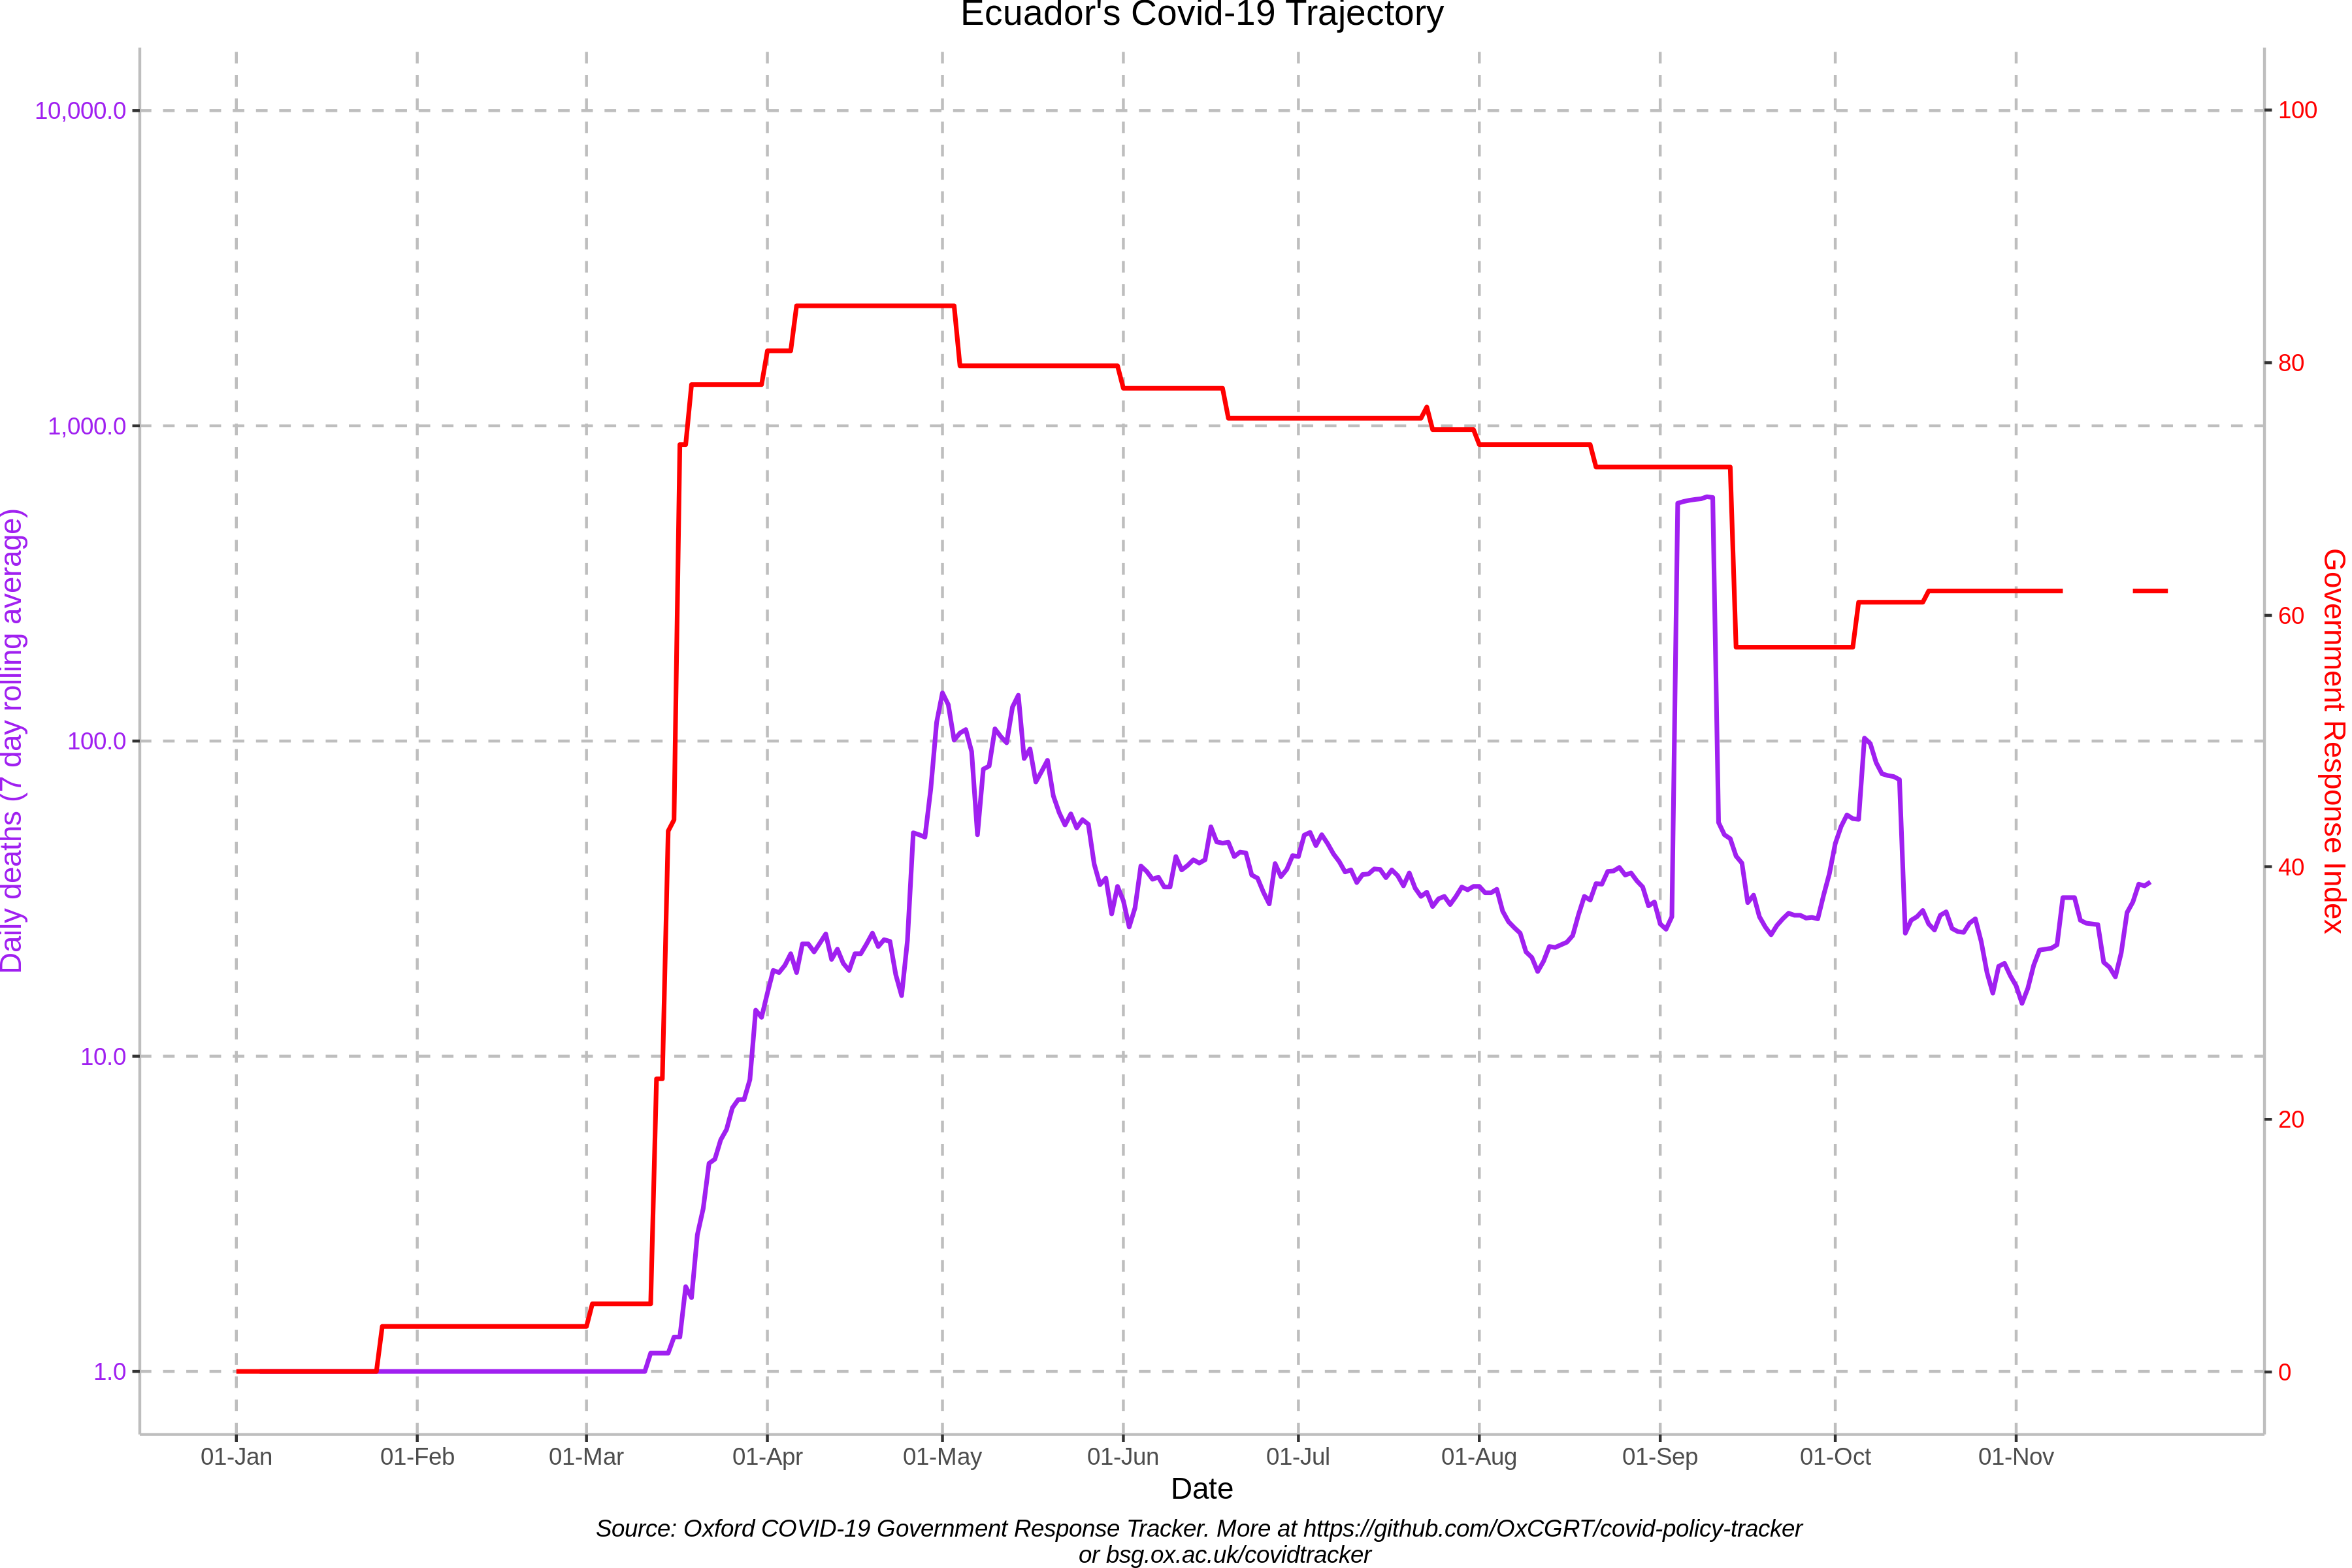 Ecuador's Covid-19 Trajectory
10,000.0
1,000.0
100.0
10.0
1.0
Daily deaths (7 day rolling average)
100
80
60
40
20
0
Government Response Index
01-Jan
01-Feb
01-Mar
01-Apr
01-May
01-Jun
01-Jul
01-Aug
01-Sep
01-Oct
01-Nov
Date
Source: Oxford COVID-19 Government Response Tracker. More at https://github.com/OxCGRT/covid-policy-tracker
or bsg.ox.ac.uk/covidtracker